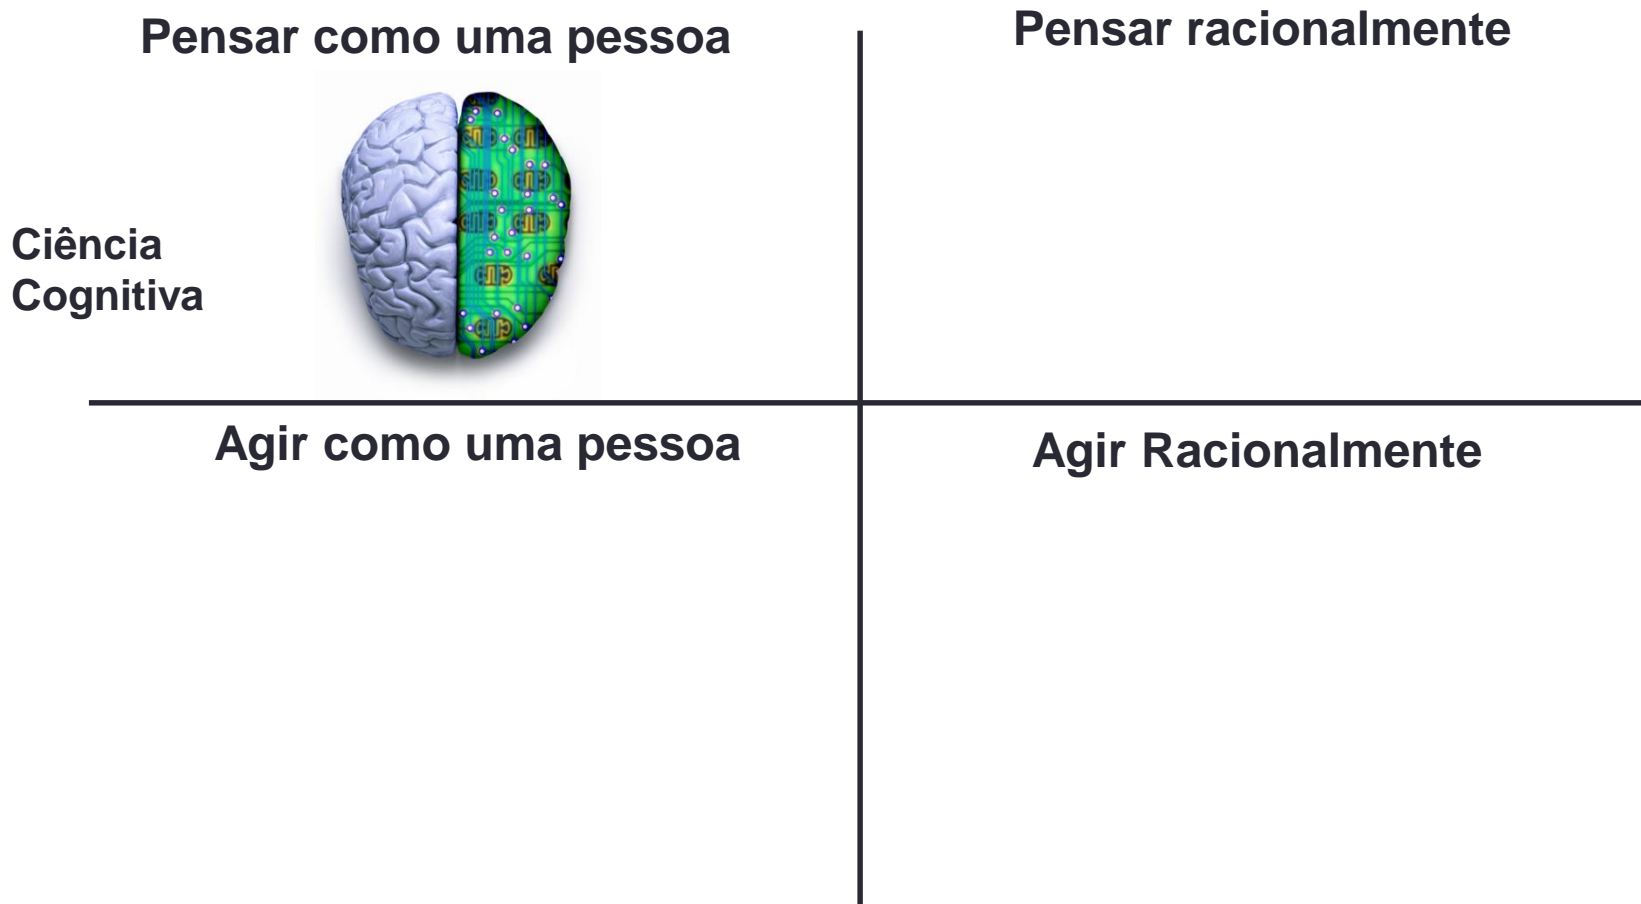 Pensar como uma pessoa
Pensar racionalmente
Ciência
Cognitiva
Agir como uma pessoa
Agir Racionalmente